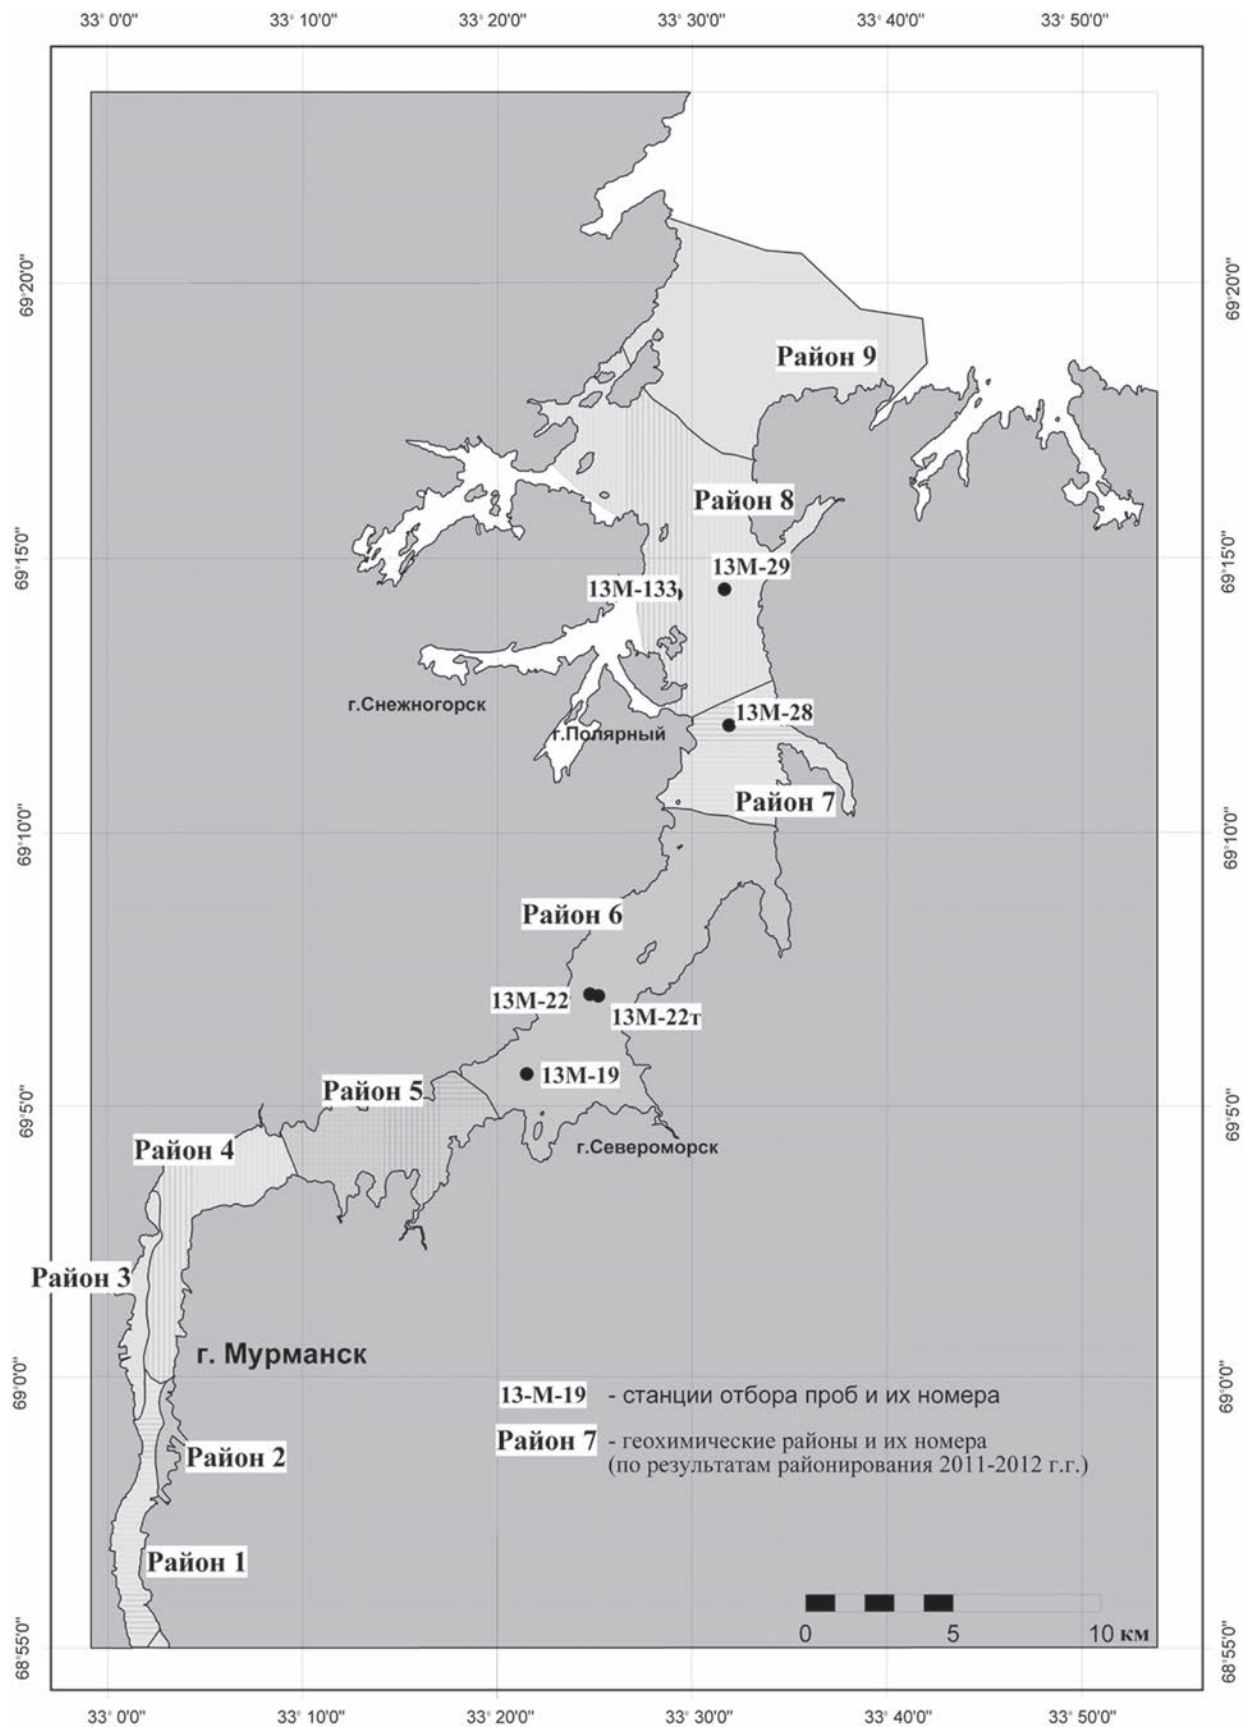 33° 0'0" 33° 10'0" 33° 20'0" 33° 30'0" 33° 40'0" 33° 50'0"
69°20'0" 69°20'0"
Район 9
Район 8
69°15'0" 69°15'0"
13М-29
13М-133
г.Снежногорск
13М-28
г.Полярный
Район 7
69°10'0" 69°10'0"
Район 6
13М-22
13М-22т
13М-19
Район 5
69°5'0" 69°5'0"
г.Североморск
Район 4
Район 3
г. Мурманск
69°0'0" 69°0'0"
13-М-19 - станции отбора проб и их номера
Район 7 - геохимические районы и их номера
(по результатам районирования 2011-2012 г.г.)
Район 2
Район 1
0 5 10 км
68°55'0" 68°55'0"
33° 0'0" 33° 10'0" 33° 20'0" 33° 30'0" 33° 40'0" 33° 50'0"